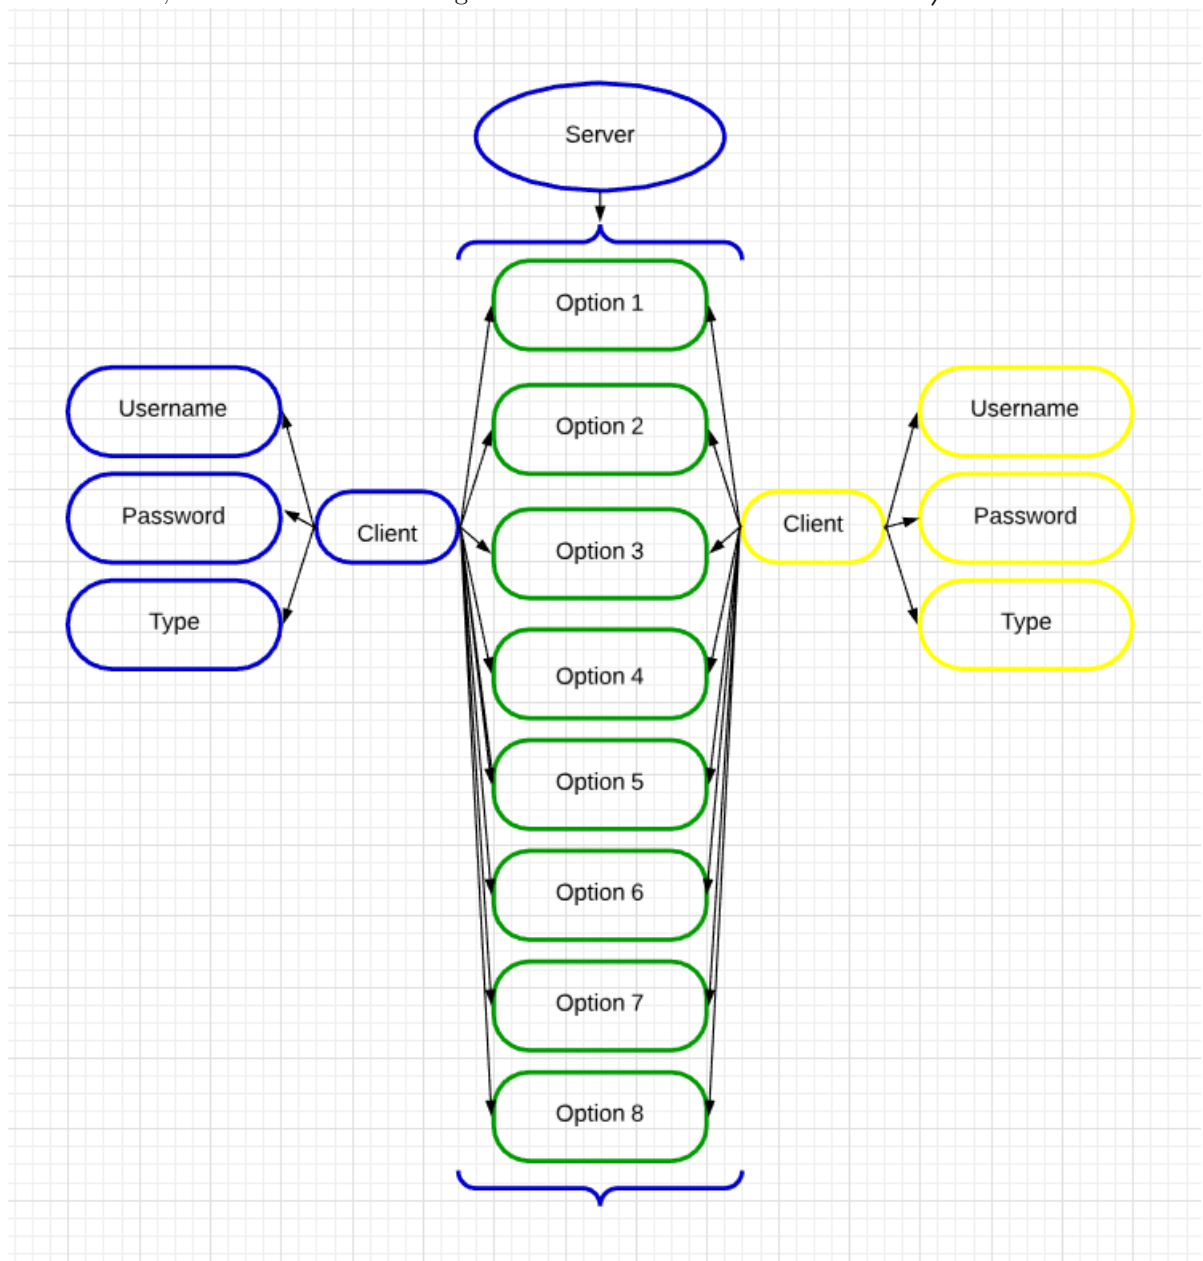 Server
Option 1
Option 2
Option 3
Option 4
Option 5
Option 6
Option 7
Option 8
Username
Password
Type
Client
Client
Username
Password
Type